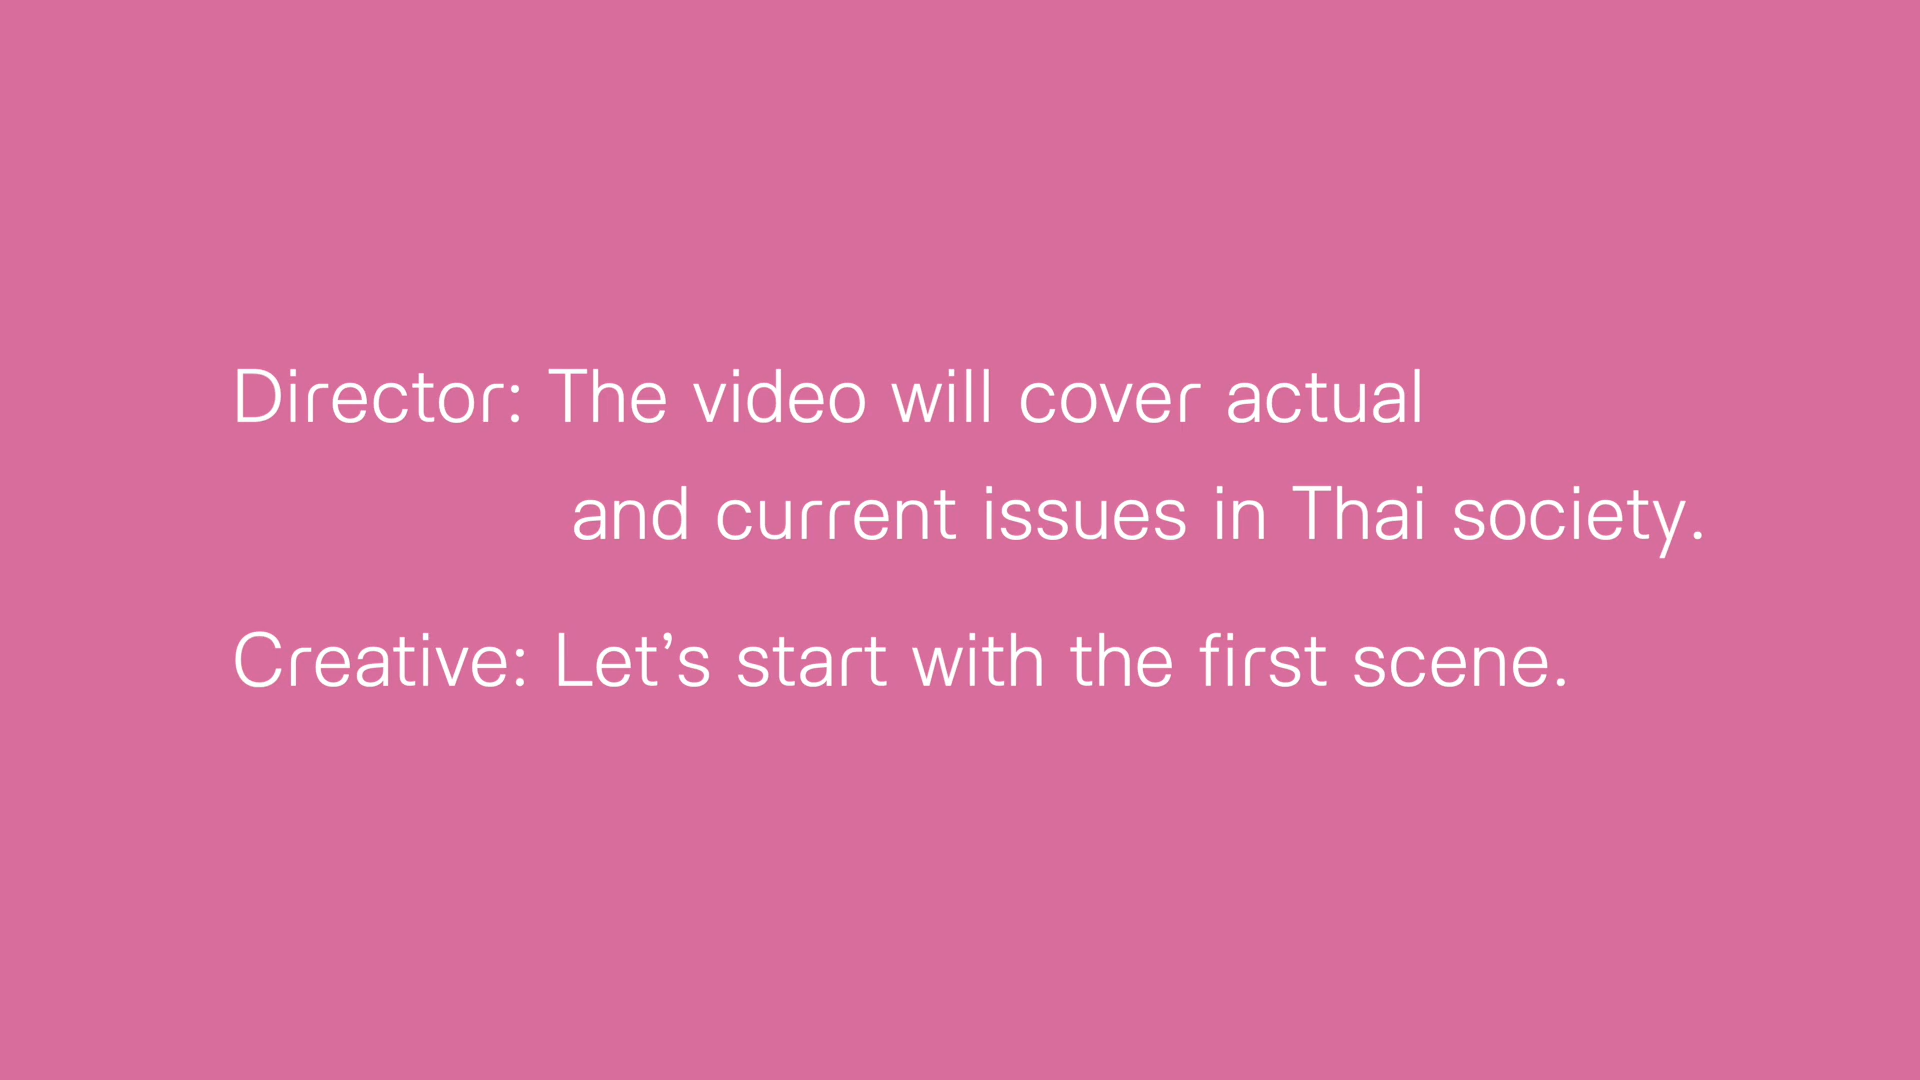 Director: The video will cover actual
and current issues in Thai society.
Creative: Let’s start with the first scene.